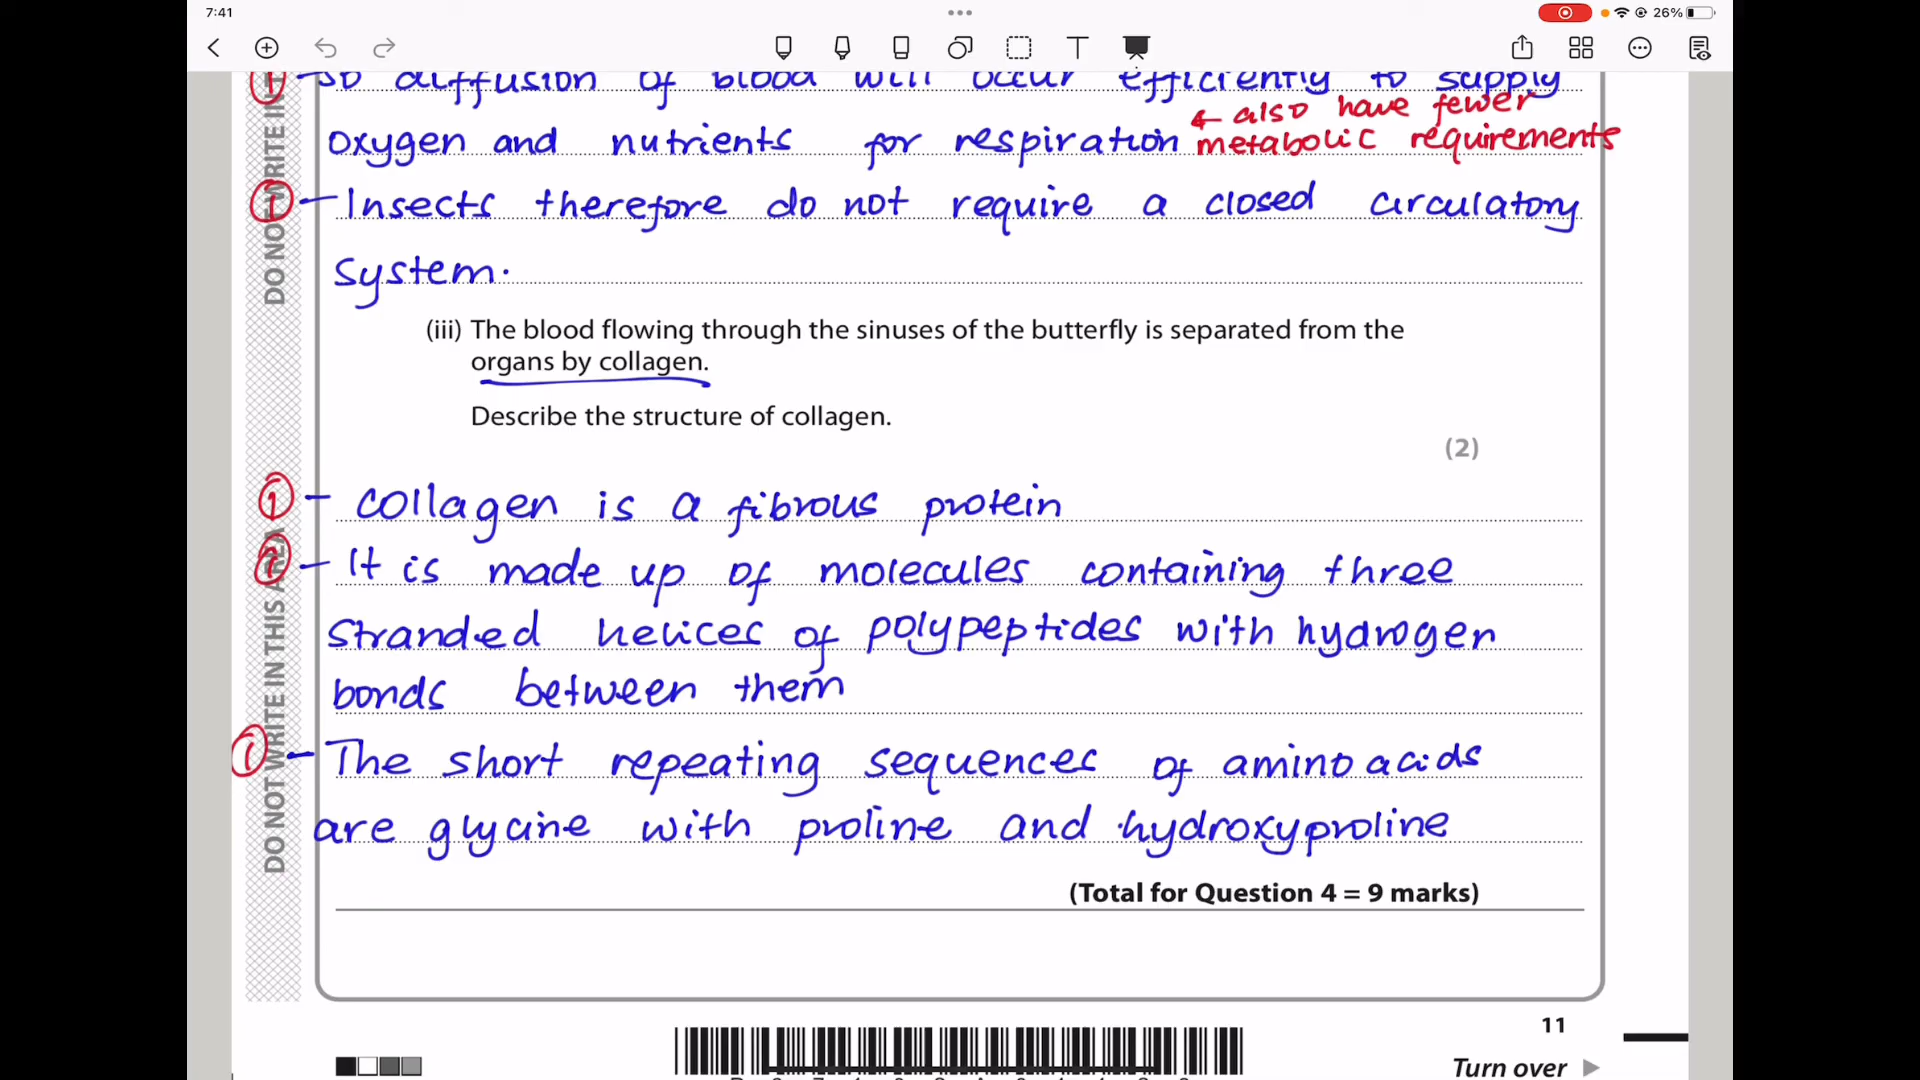 7:41
26%
T
1 - so diffusion of blood will occur efficiently to supply
← also have fewer
oxygen and nutrients for respiration metabolic requirements
1 - Insects therefore do not require a closed circulatory
system.
(iii) The blood flowing through the sinuses of the butterfly is separated from the
organs by collagen.
Describe the structure of collagen.
(2)
1 - collagen is a fibrous protein
1 - It is made up of molecules containing three
stranded helices of polypeptides with hydrogen
bonds between them
1 - The short repeating sequences of amino acids
are glycine with proline and hydroxyproline
(Total for Question 4 = 9 marks)
DO NOT WRITE IN
DO NOT WRITE IN THIS AREA
11
Turn over